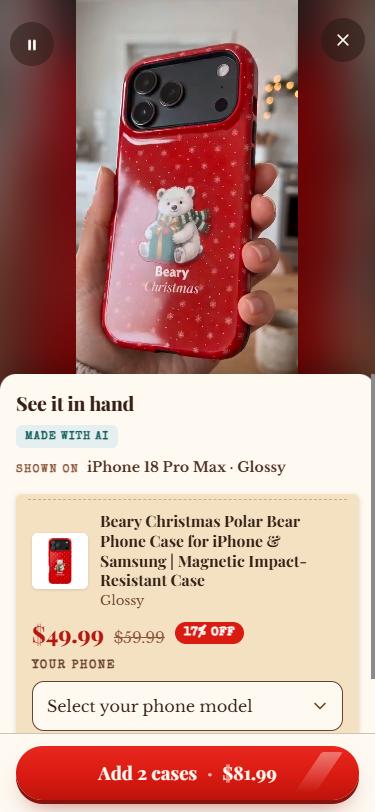 Beary
Christmas
See it in hand
MADE WITH AI
SHOWN ON iPhone 18 Pro Max · Glossy
Beary Christmas Polar Bear
Phone Case for iPhone &
Samsung | Magnetic Impact-
Resistant Case
Glossy
$49.99 $59.99 17% OFF
YOUR PHONE
Select your phone model
Add 2 cases · $81.99